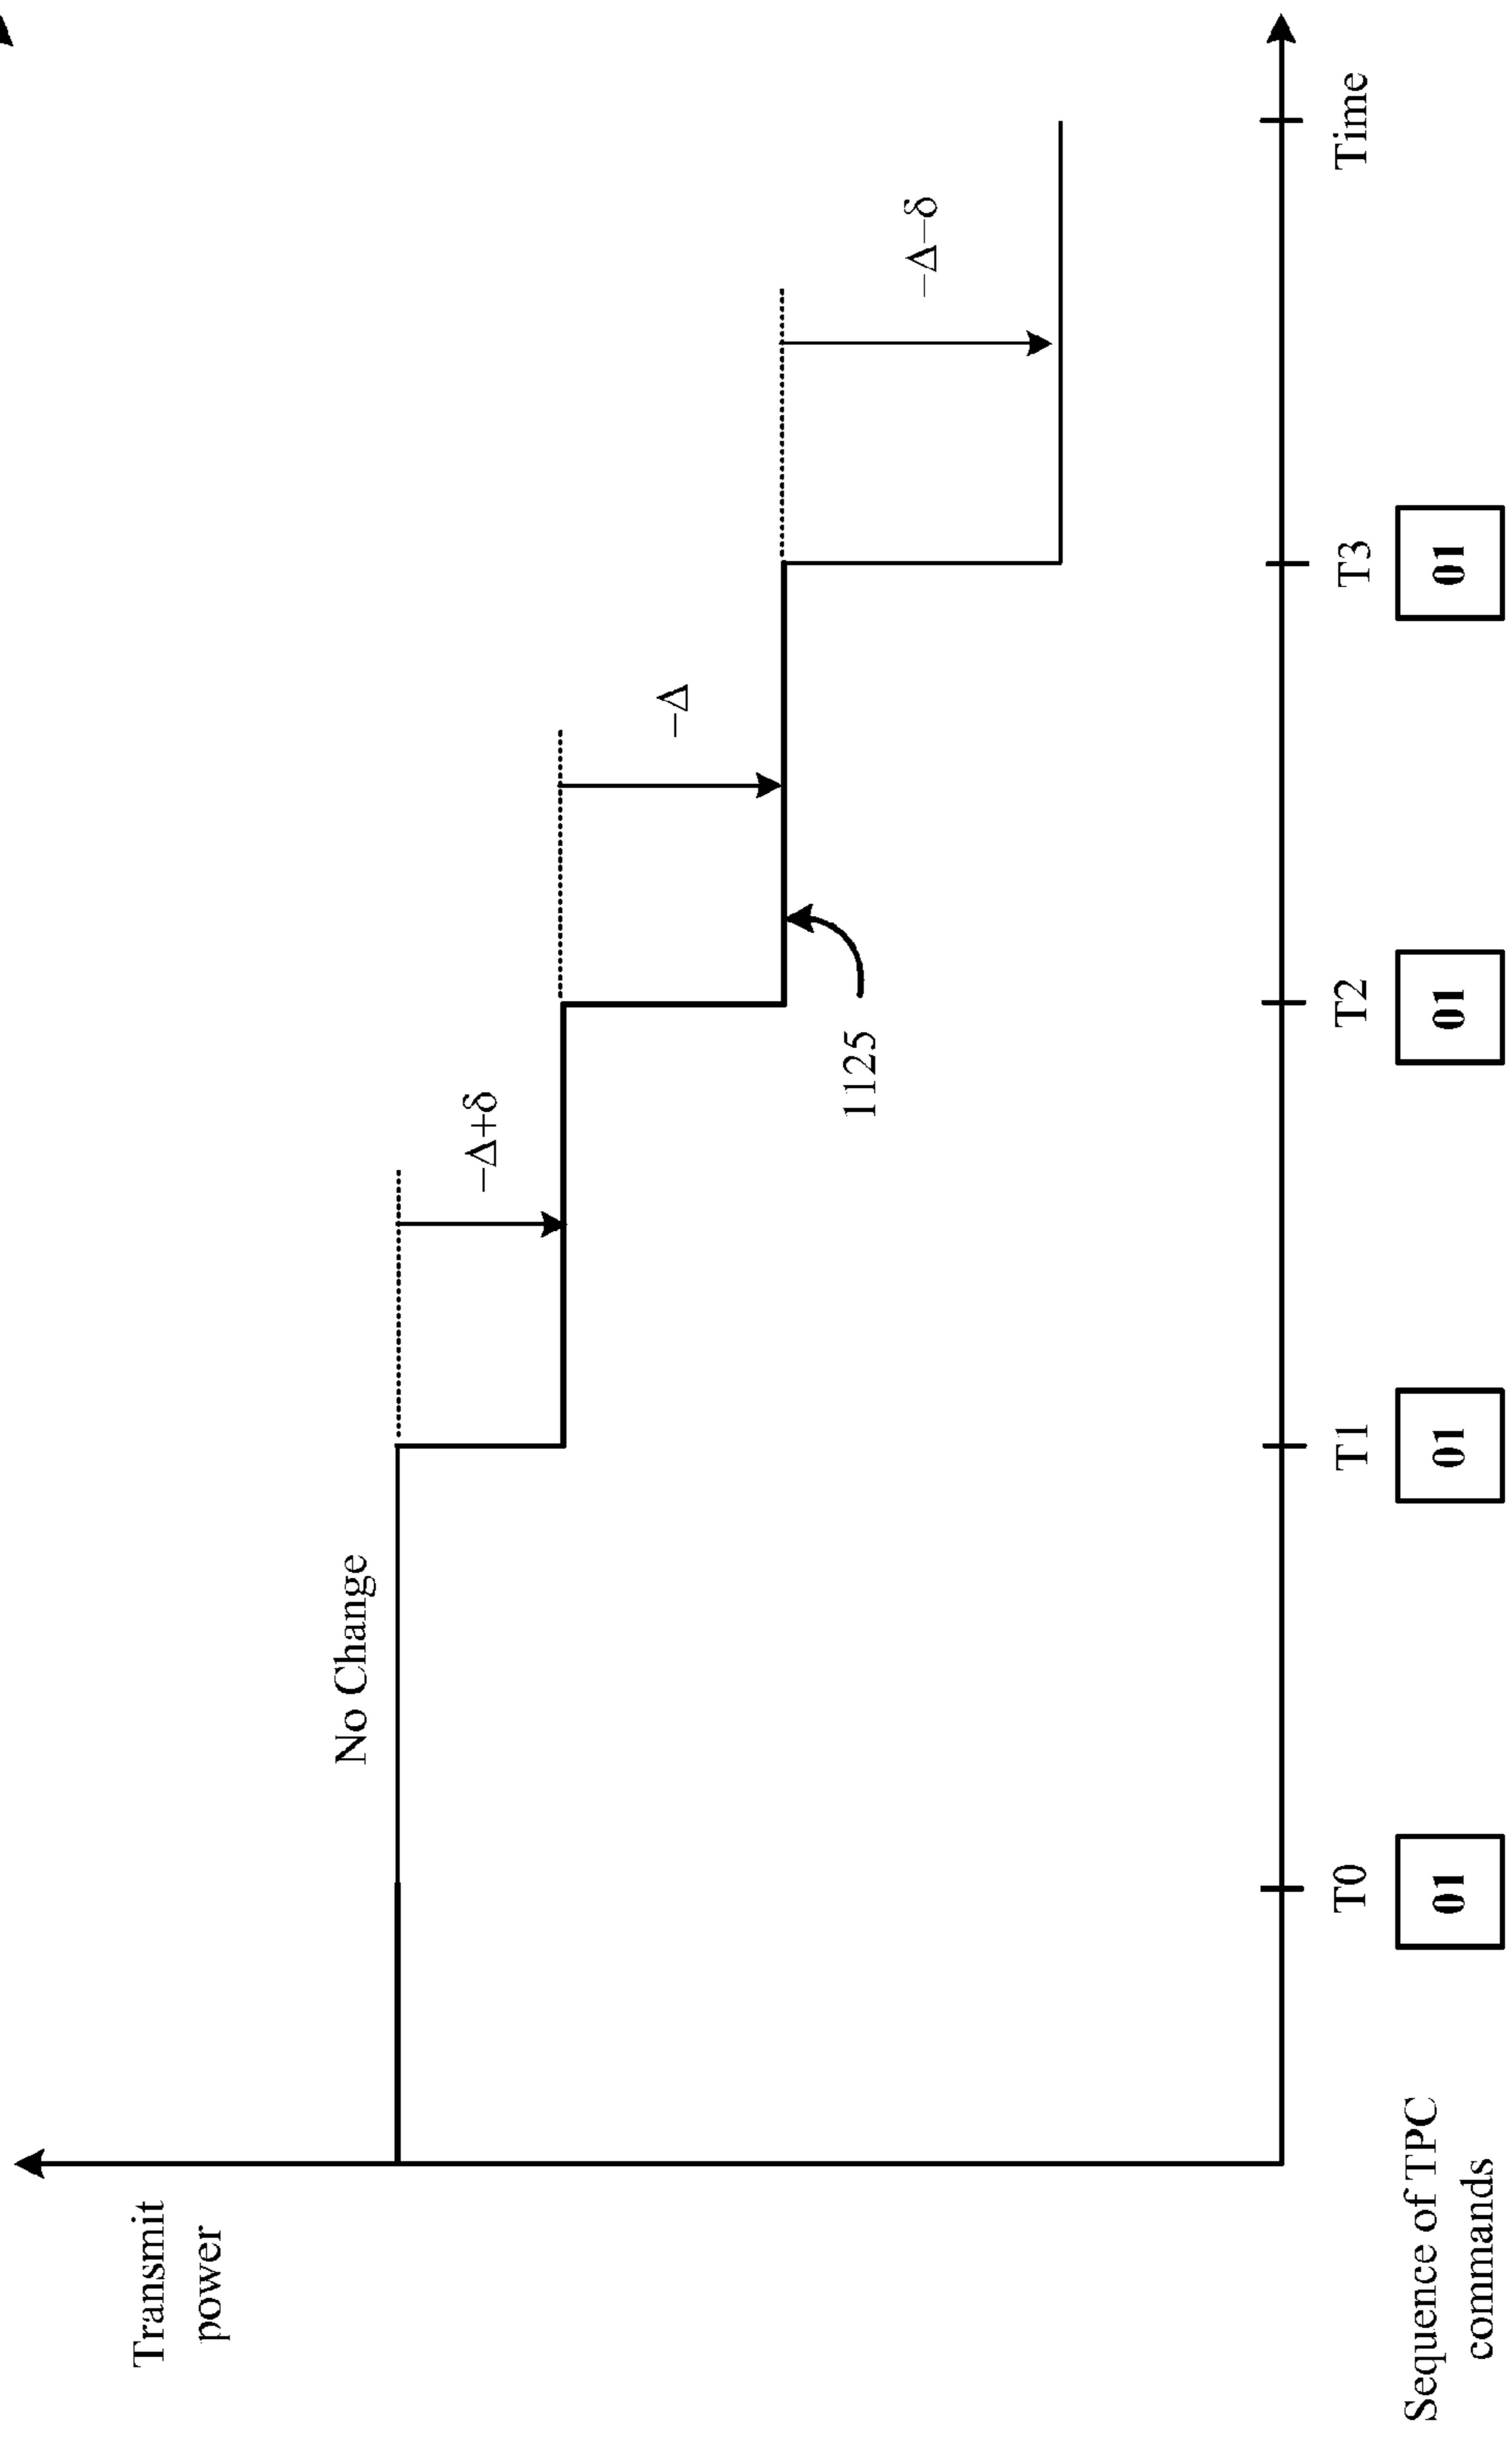 Transmit
power
No Change
−Δ+δ
−Δ
−Δ−δ
1125
T0
T1
T2
T3
Time
Sequence of TPC
commands
01
01
01
01